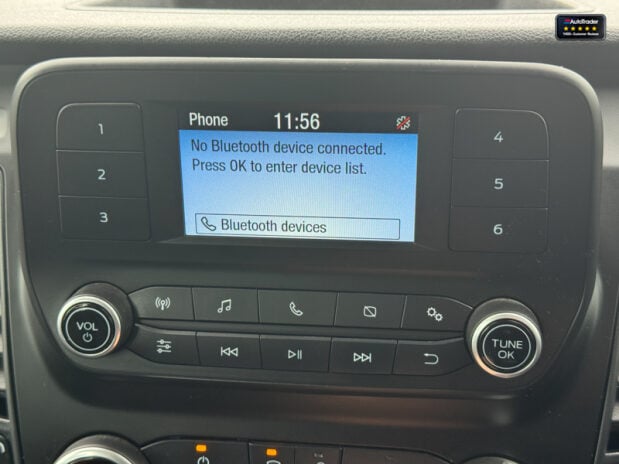 AutoTrader
Phone 11:56
No Bluetooth device connected.
Press OK to enter device list.
Bluetooth devices
1
2
3
4
5
6
VOL
TUNE
OK